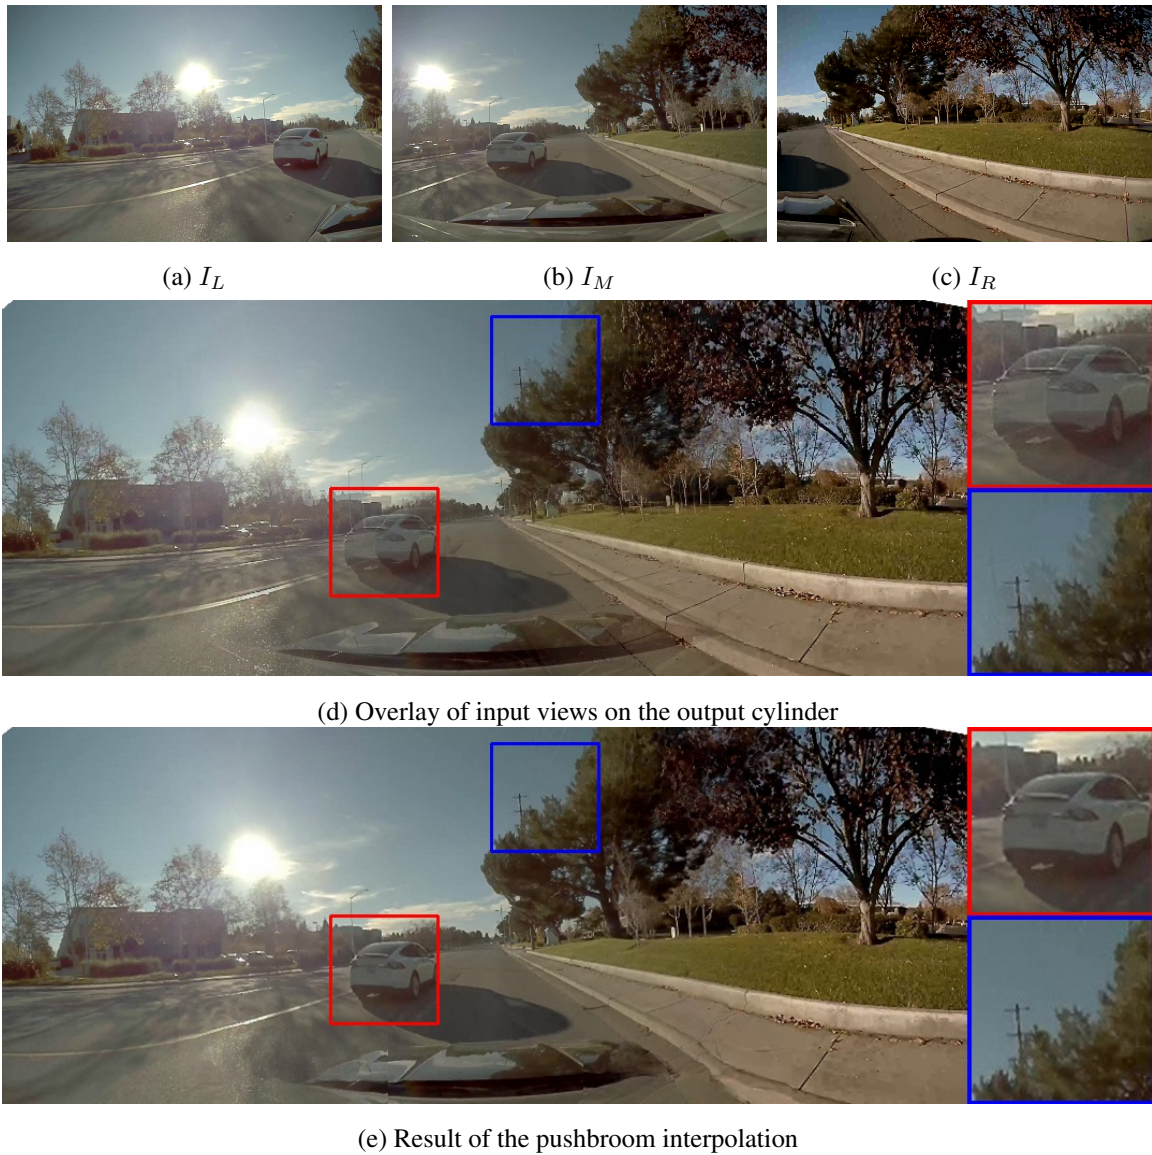 (a) I_L
(b) I_M
(c) I_R
(d) Overlay of input views on the output cylinder
(e) Result of the pushbroom interpolation